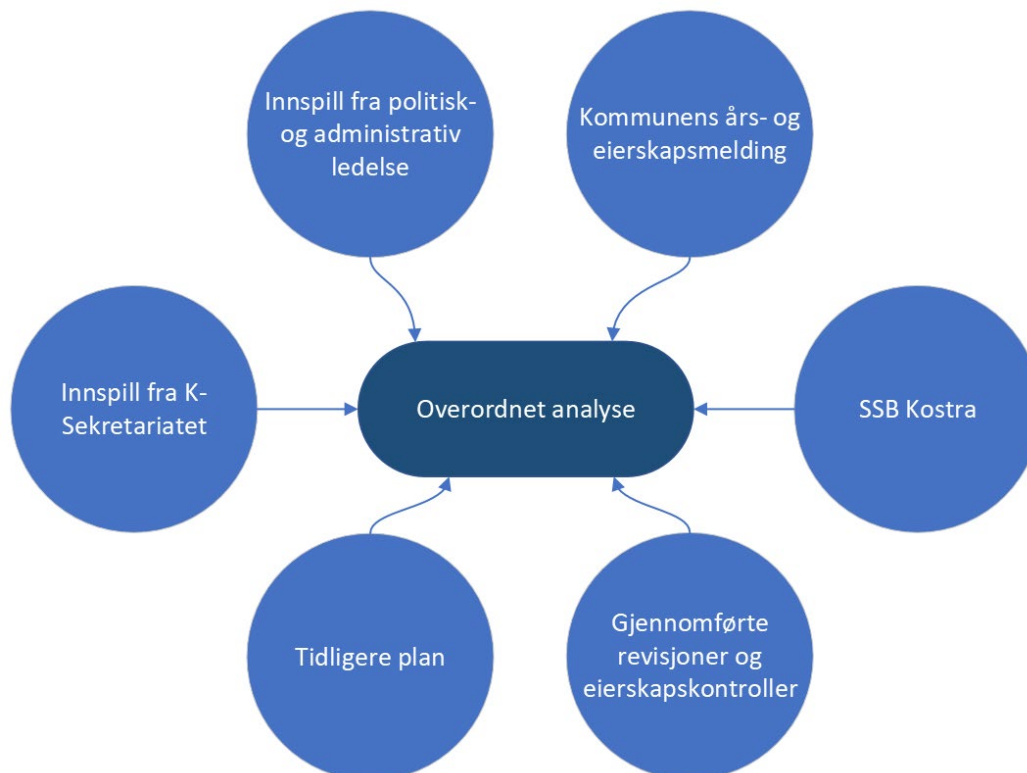 Innspill fra politisk-
og administrativ
ledelse
Kommunens års- og
eierskapsmelding
Innspill fra K-
Sekretariatet
Overordnet analyse
SSB Kostra
Tidligere plan
Gjennomførte
revisjoner og
eierskapskontroller